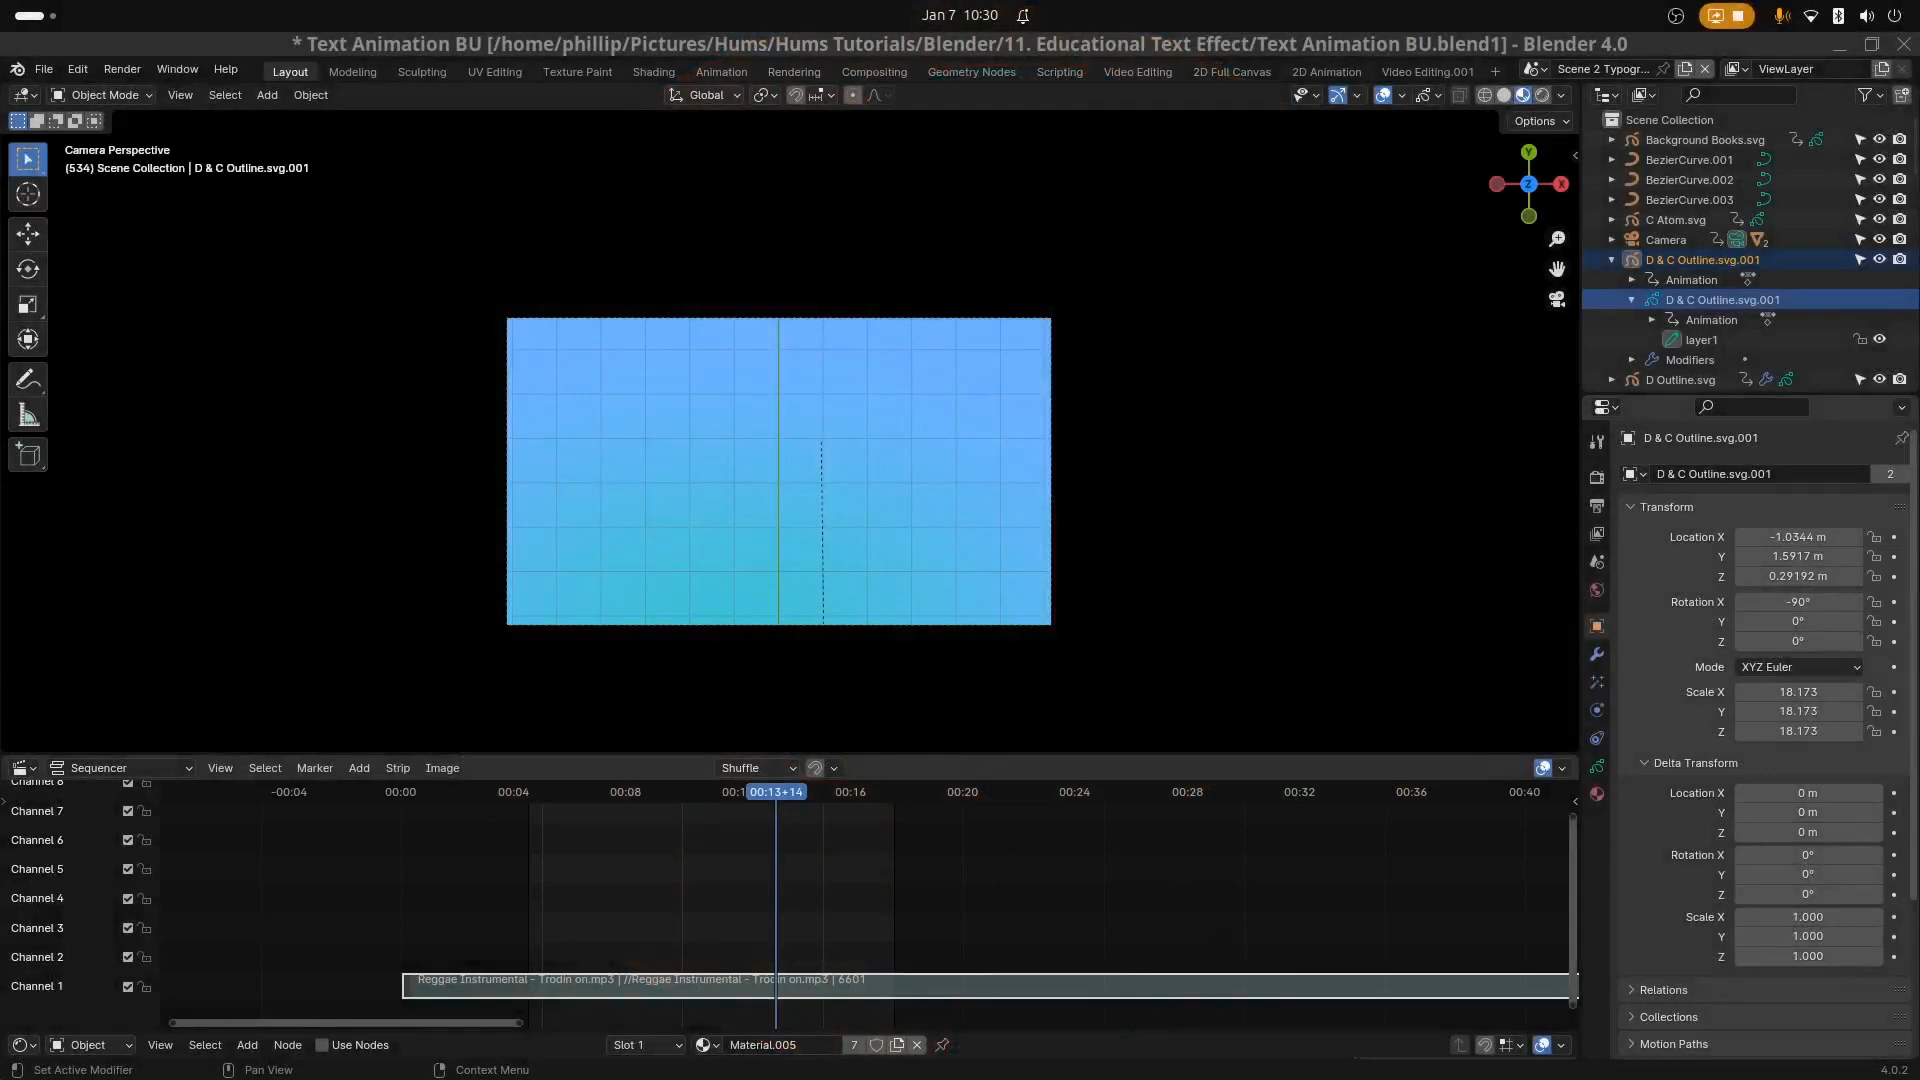 Jan 7 10:30
* Text Animation BU [/home/phillip/Pictures/Hums/Hums Tutorials/Blender/11. Educational Text Effect/Text Animation BU.blend1] - Blender 4.0
File Edit Render Window Help
Layout Modeling Sculpting UV Editing Texture Paint Shading Animation Rendering Compositing Geometry Nodes Scripting Video Editing 2D Full Canvas 2D Animation Video Editing.001
Scene 2 Typogr...
ViewLayer
Object Mode View Select Add Object
Global
Options
Camera Perspective
(534) Scene Collection | D & C Outline.svg.001
Y
Z
X
Scene Collection
Background Books.svg
BezierCurve.001
BezierCurve.002
BezierCurve.003
C Atom.svg
Camera 2
D & C Outline.svg.001
Animation
D & C Outline.svg.001
Animation
layer1
Modifiers
D Outline.svg
D & C Outline.svg.001
D & C Outline.svg.001 2
Transform
Location X -1.0344 m
Y 1.5917 m
Z 0.29192 m
Rotation X -90°
Y 0°
Z 0°
Mode XYZ Euler
Scale X 18.173
Y 18.173
Z 18.173
Delta Transform
Location X 0 m
Y 0 m
Z 0 m
Rotation X 0°
Y 0°
Z 0°
Scale X 1.000
Y 1.000
Z 1.000
Relations
Collections
Motion Paths
Sequencer View Select Marker Add Strip Image
Shuffle
-00:04 00:00 00:04 00:08 00:1 00:13+14 00:16 00:20 00:24 00:28 00:32 00:36 00:40
Channel 8
Channel 7
Channel 6
Channel 5
Channel 4
Channel 3
Channel 2
Channel 1
Reggae Instrumental - Trodin on.mp3 | //Reggae Instrumental - Trodin on.mp3 | 6601
Object View Select Add Node Use Nodes
Slot 1
Material.005 7
Set Active Modifier
Pan View
Context Menu
4.0.2